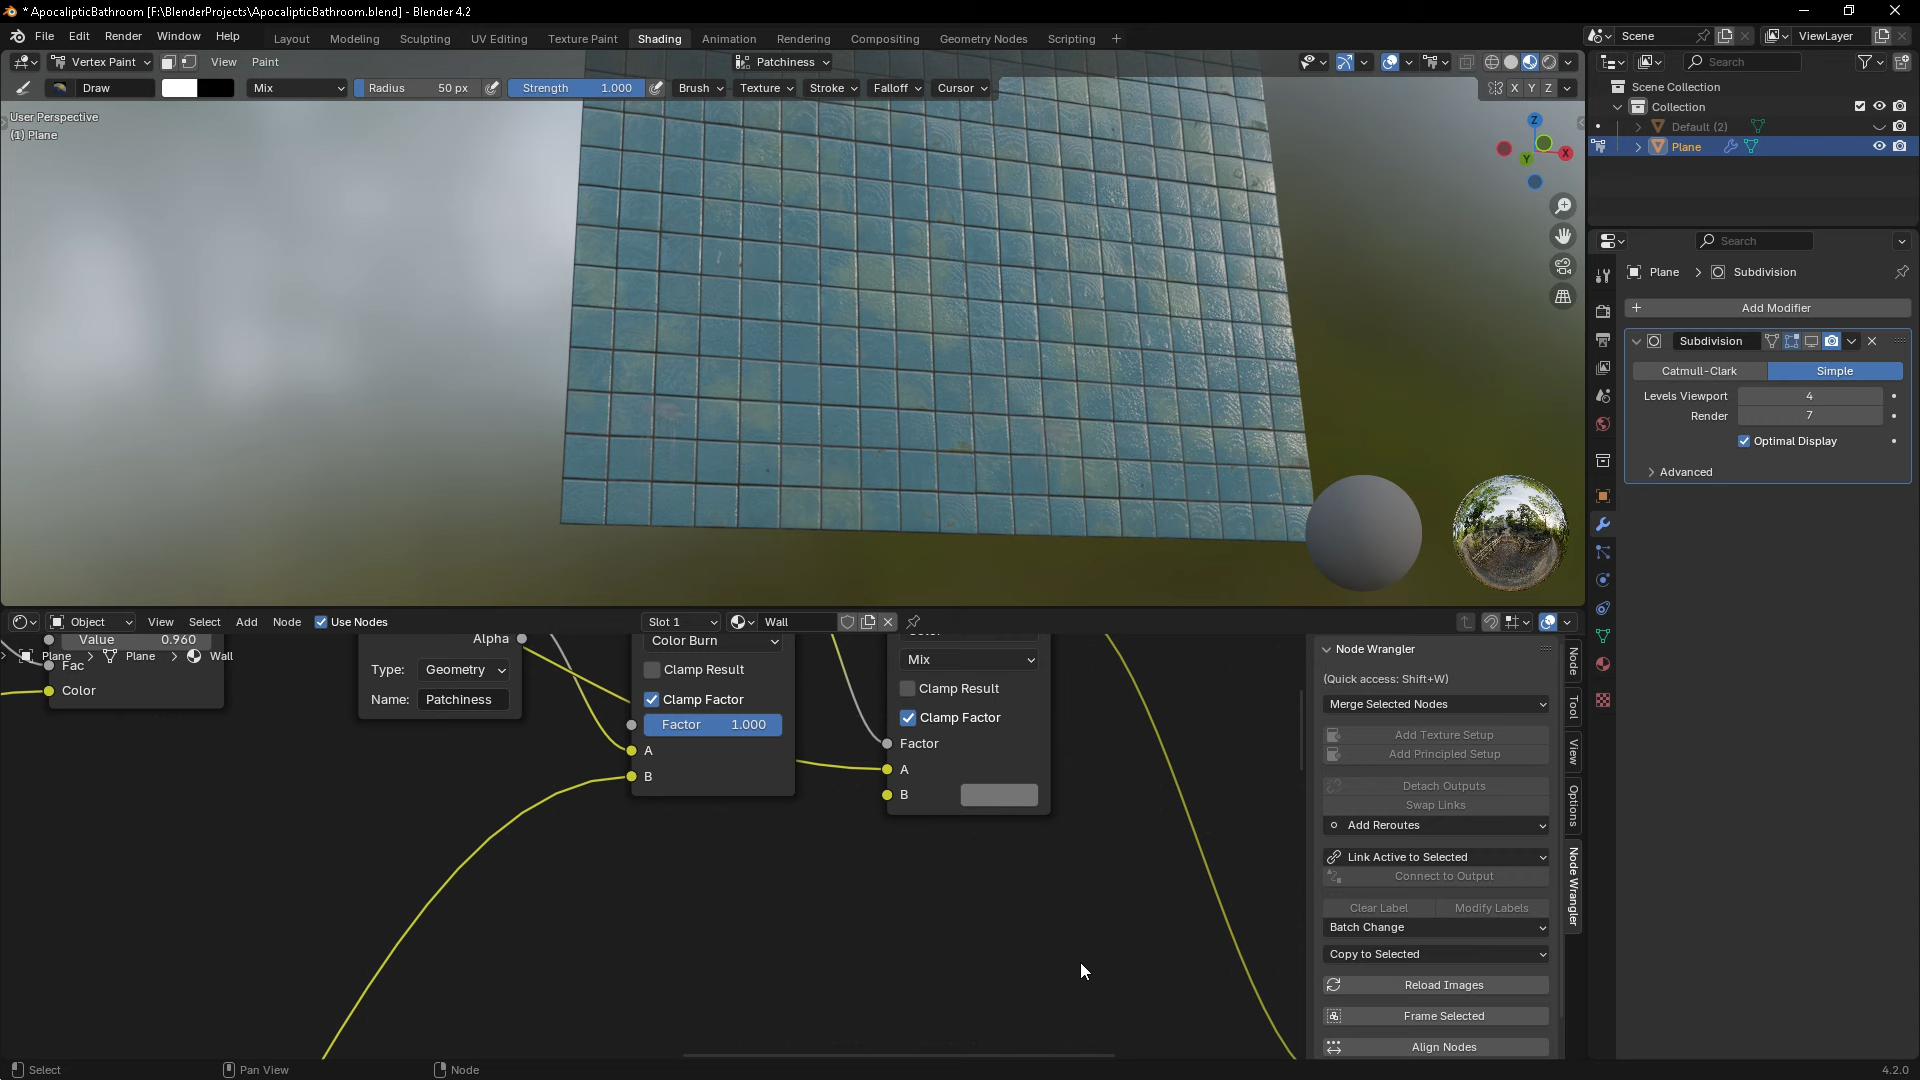 * ApocalipticBathroom [F:\BlenderProjects\ApocalipticBathroom.blend] - Blender 4.2
File Edit Render Window Help
Layout Modeling Sculpting UV Editing Texture Paint Shading Animation Rendering Compositing Geometry Nodes Scripting +
Scene
ViewLayer
Vertex Paint View Paint
Patchiness
Draw
Mix
Radius 50 px
Strength 1.000
Brush Texture Stroke Falloff Cursor
X Y Z
User Perspective
(1) Plane
Z
X
Y
Search
Scene Collection
Collection
Default (2)
Plane
Search
Plane > Subdivision
+ Add Modifier
Subdivision
Catmull-Clark Simple
Levels Viewport 4
Render 7
Optimal Display
Advanced
Object View Select Add Node Use Nodes
Slot 1
Wall
Value 0.960
Plane > Plane > Wall
Fac
Color
Alpha
Type: Geometry
Name: Patchiness
Color Burn
Clamp Result
Clamp Factor
Factor 1.000
A
B
Mix
Clamp Result
Clamp Factor
Factor
A
B
Node Wrangler
(Quick access: Shift+W)
Merge Selected Nodes
Add Texture Setup
Add Principled Setup
Detach Outputs
Swap Links
Add Reroutes
Link Active to Selected
Connect to Output
Clear Label Modify Labels
Batch Change
Copy to Selected
Reload Images
Frame Selected
Align Nodes
Node
Tool
View
Options
Node Wrangler
Select
Pan View
Node
4.2.0